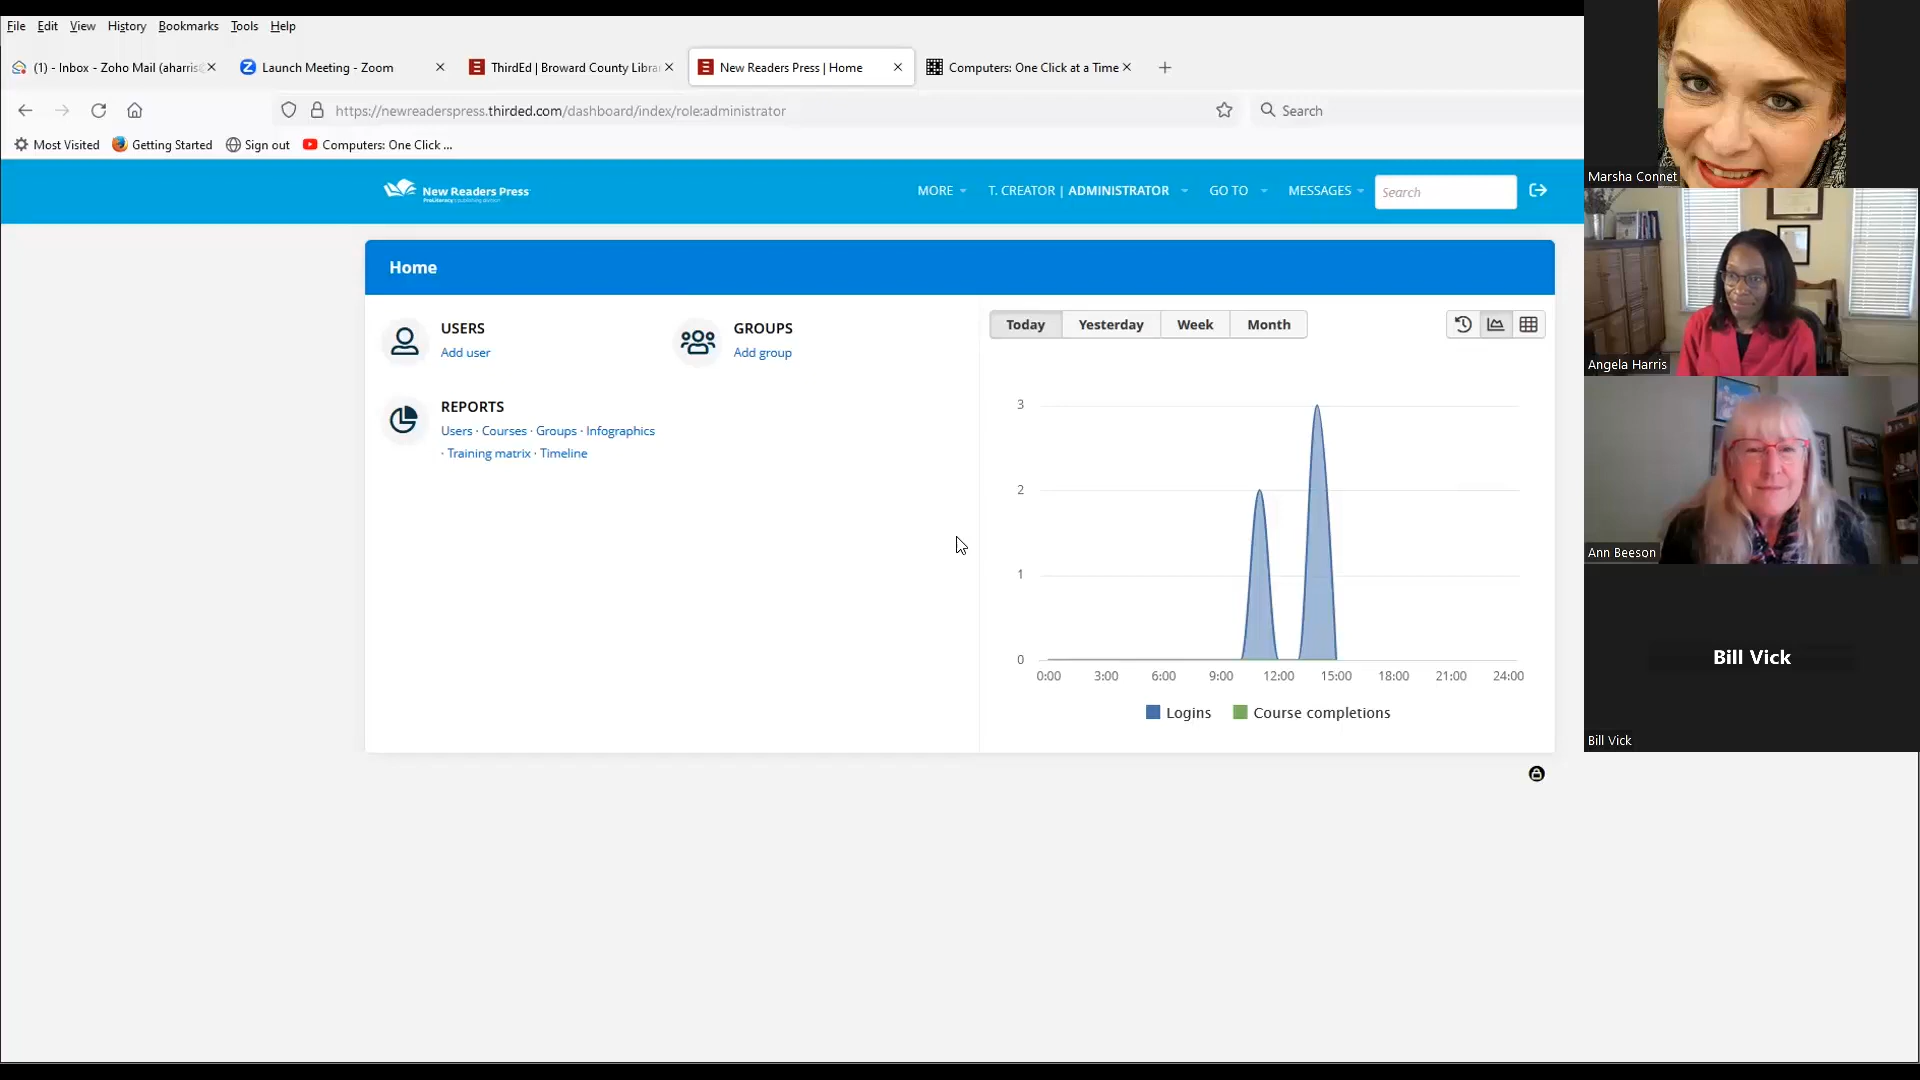 File Edit View History Bookmarks Tools Help
(1) - Inbox - Zoho Mail (aharris
Launch Meeting - Zoom
ThirdEd | Broward County Libra
New Readers Press | Home
Computers: One Click at a Time
https://newreaderspress.thirded.com/dashboard/index/role:administrator
Search
Most Visited Getting Started Sign out Computers: One Click ...
New Readers Press
ProLiteracy's publishing division
MORE T. CREATOR | ADMINISTRATOR GO TO MESSAGES Search
Home
USERS
Add user
GROUPS
Add group
REPORTS
Users · Courses · Groups · Infographics
· Training matrix · Timeline
Today Yesterday Week Month
3
2
1
0
0:00 3:00 6:00 9:00 12:00 15:00 18:00 21:00 24:00
Logins Course completions
Marsha Connet
Angela Harris
Ann Beeson
Bill Vick
Bill Vick